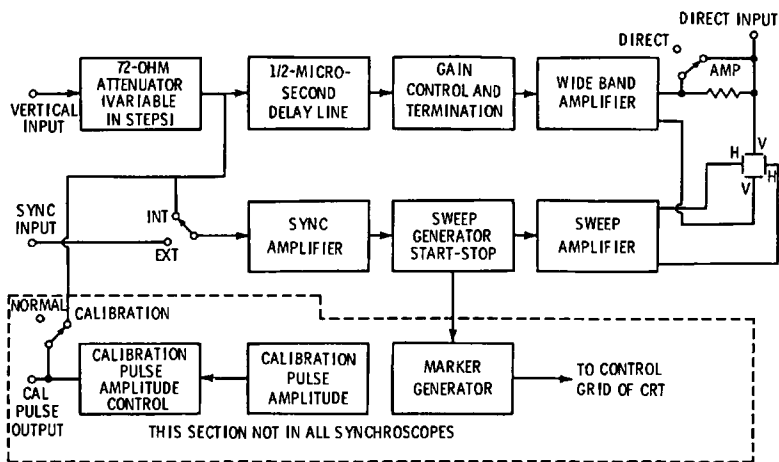 DIRECT INPUT
DIRECT
72-OHM
ATTENUATOR
(VARIABLE
IN STEPS)
1/2-MICRO-
SECOND
DELAY LINE
GAIN
CONTROL AND
TERMINATION
WIDE BAND
AMPLIFIER
AMP
VERTICAL
INPUT
V
H
H
V
SYNC
INPUT
INT
EXT
SYNC
AMPLIFIER
SWEEP
GENERATOR
START-STOP
SWEEP
AMPLIFIER
NORMAL
CALIBRATION
CALIBRATION
PULSE
AMPLITUDE
CONTROL
CALIBRATION
PULSE
AMPLITUDE
MARKER
GENERATOR
TO CONTROL
GRID OF CRT
CAL
PULSE
OUTPUT
THIS SECTION NOT IN ALL SYNCHROSCOPES